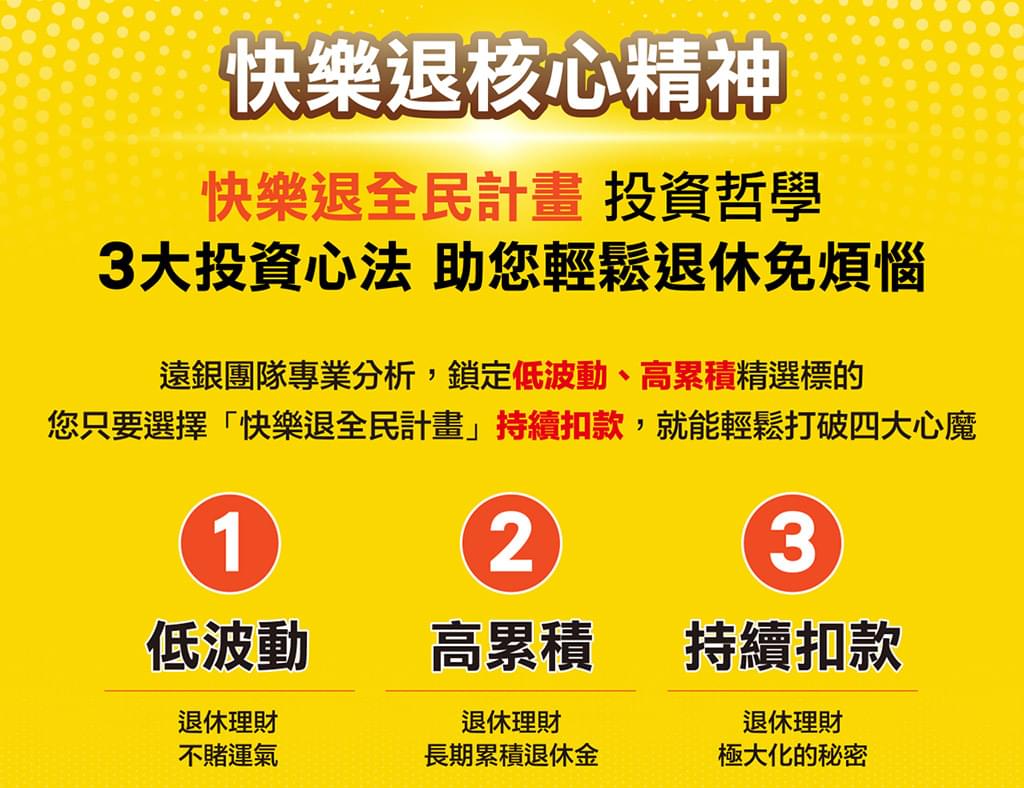 快樂退核心精神
快樂退全民計畫 投資哲學
3大投資心法 助您輕鬆退休免煩惱
遠銀團隊專業分析，鎖定低波動、高累積精選標的
您只要選擇「快樂退全民計畫」持續扣款，就能輕鬆打破四大心魔
1
低波動
退休理財
不賭運氣
2
高累積
退休理財
長期累積退休金
3
持續扣款
退休理財
極大化的秘密